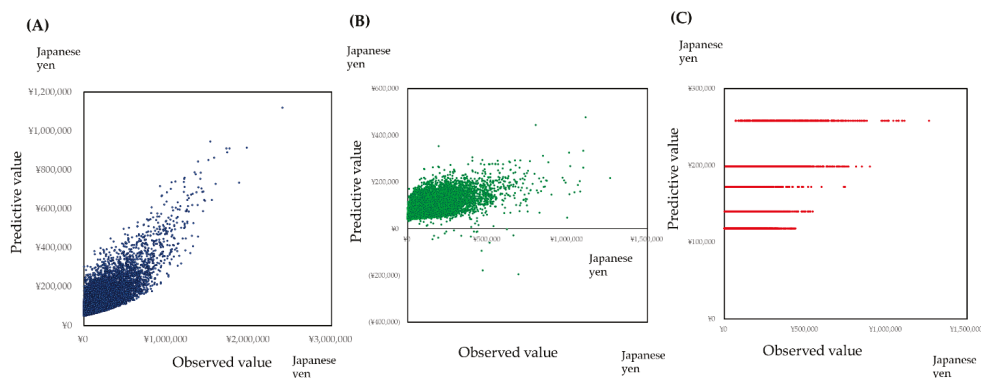 (A)
Japanese
yen
¥1,200,000
¥1,000,000
¥800,000
¥600,000
¥400,000
¥200,000
¥0
Predictive value
¥0
¥1,000,000
¥2,000,000
¥3,000,000
Observed value
Japanese
yen
(B)
Japanese
yen
¥600,000
¥400,000
¥200,000
¥0
(¥200,000)
(¥400,000)
Predictive value
¥0
¥500,000
¥1,000,000
¥1,500,000
Japanese
yen
Observed value
Japanese
yen
(C)
Japanese
yen
¥300,000
¥200,000
¥100,000
¥0
Predictive value
¥0
¥500,000
¥1,000,000
¥1,500,000
Observed value
Japanese
yen